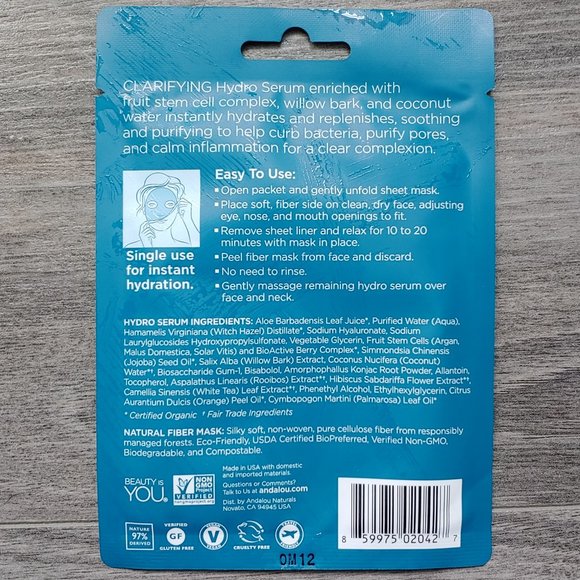 CLARIFYING Hydro Serum enriched with
fruit stem cell complex, willow bark, and coconut
water instantly hydrates and replenishes, soothing
and purifying to help curb bacteria, purify pores,
and calm inflammation for a clear complexion.
Easy To Use:
▪ Open packet and gently unfold sheet mask.
▪ Place soft, fiber side on clean, dry face, adjusting
eye, nose, and mouth openings to fit.
▪ Remove sheet liner and relax for 10 to 20
minutes with mask in place.
▪ Peel fiber mask from face and discard.
▪ No need to rinse.
▪ Gently massage remaining hydro serum over
face and neck.
Single use
for instant
hydration.
HYDRO SERUM INGREDIENTS: Aloe Barbadensis Leaf Juice*, Purified Water (Aqua),
Hamamelis Virginiana (Witch Hazel) Distillate*, Sodium Hyaluronate, Sodium
Laurylglucosides Hydroxypropylsulfonate, Vegetable Glycerin, Fruit Stem Cells (Argan,
Malus Domestica, Solar Vitis) and BioActive Berry Complex*, Simmondsia Chinensis
(Jojoba) Seed Oil*, Salix Alba (Willow Bark) Extract, Cocos Nucifera (Coconut)
Water*†, Biosaccharide Gum-1, Bisabolol, Amorphophallus Konjac Root Powder, Allantoin,
Tocopherol, Aspalathus Linearis (Rooibos) Extract*†, Hibiscus Sabdariffa Flower Extract*†,
Camellia Sinensis (White Tea) Leaf Extract*†, Phenethyl Alcohol, Ethylhexylglycerin, Citrus
Aurantium Dulcis (Orange) Peel Oil*, Cymbopogon Martini (Palmarosa) Leaf Oil*
* Certified Organic † Fair Trade Ingredients
NATURAL FIBER MASK: Silky soft, non-woven, pure cellulose fiber from responsibly
managed forests. Eco-Friendly, USDA Certified BioPreferred, Verified Non-GMO,
Biodegradable, and Compostable.
BEAUTY IS
YOU.
NON
GMO
Project
VERIFIED
nongmoproject.org
Made in USA with domestic
and imported materials.
Questions or Comments?
Talk to Us at andalou.com
Dist. by Andalou Naturals
Novato, CA 94945 USA
NATURE
97%
DERIVED
VERIFIED
GF
GLUTEN FREE
V
CRUELTY FREE
8 59975 02042 7
OM12